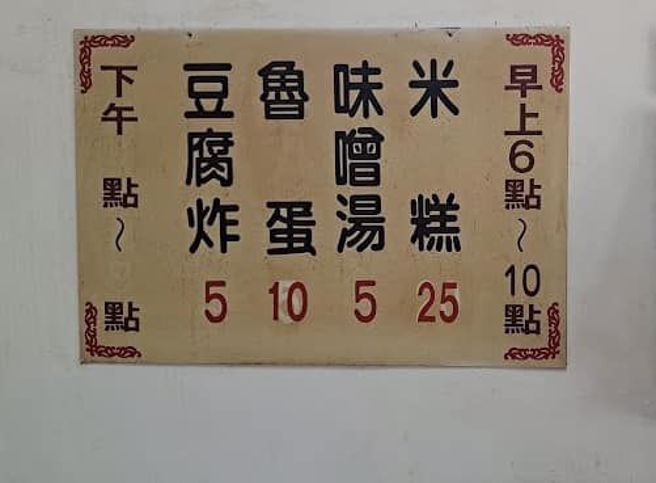 早上6點~10點
米糕 25
味噌湯 5
魯蛋 10
豆腐炸 5
下午 點~ 點